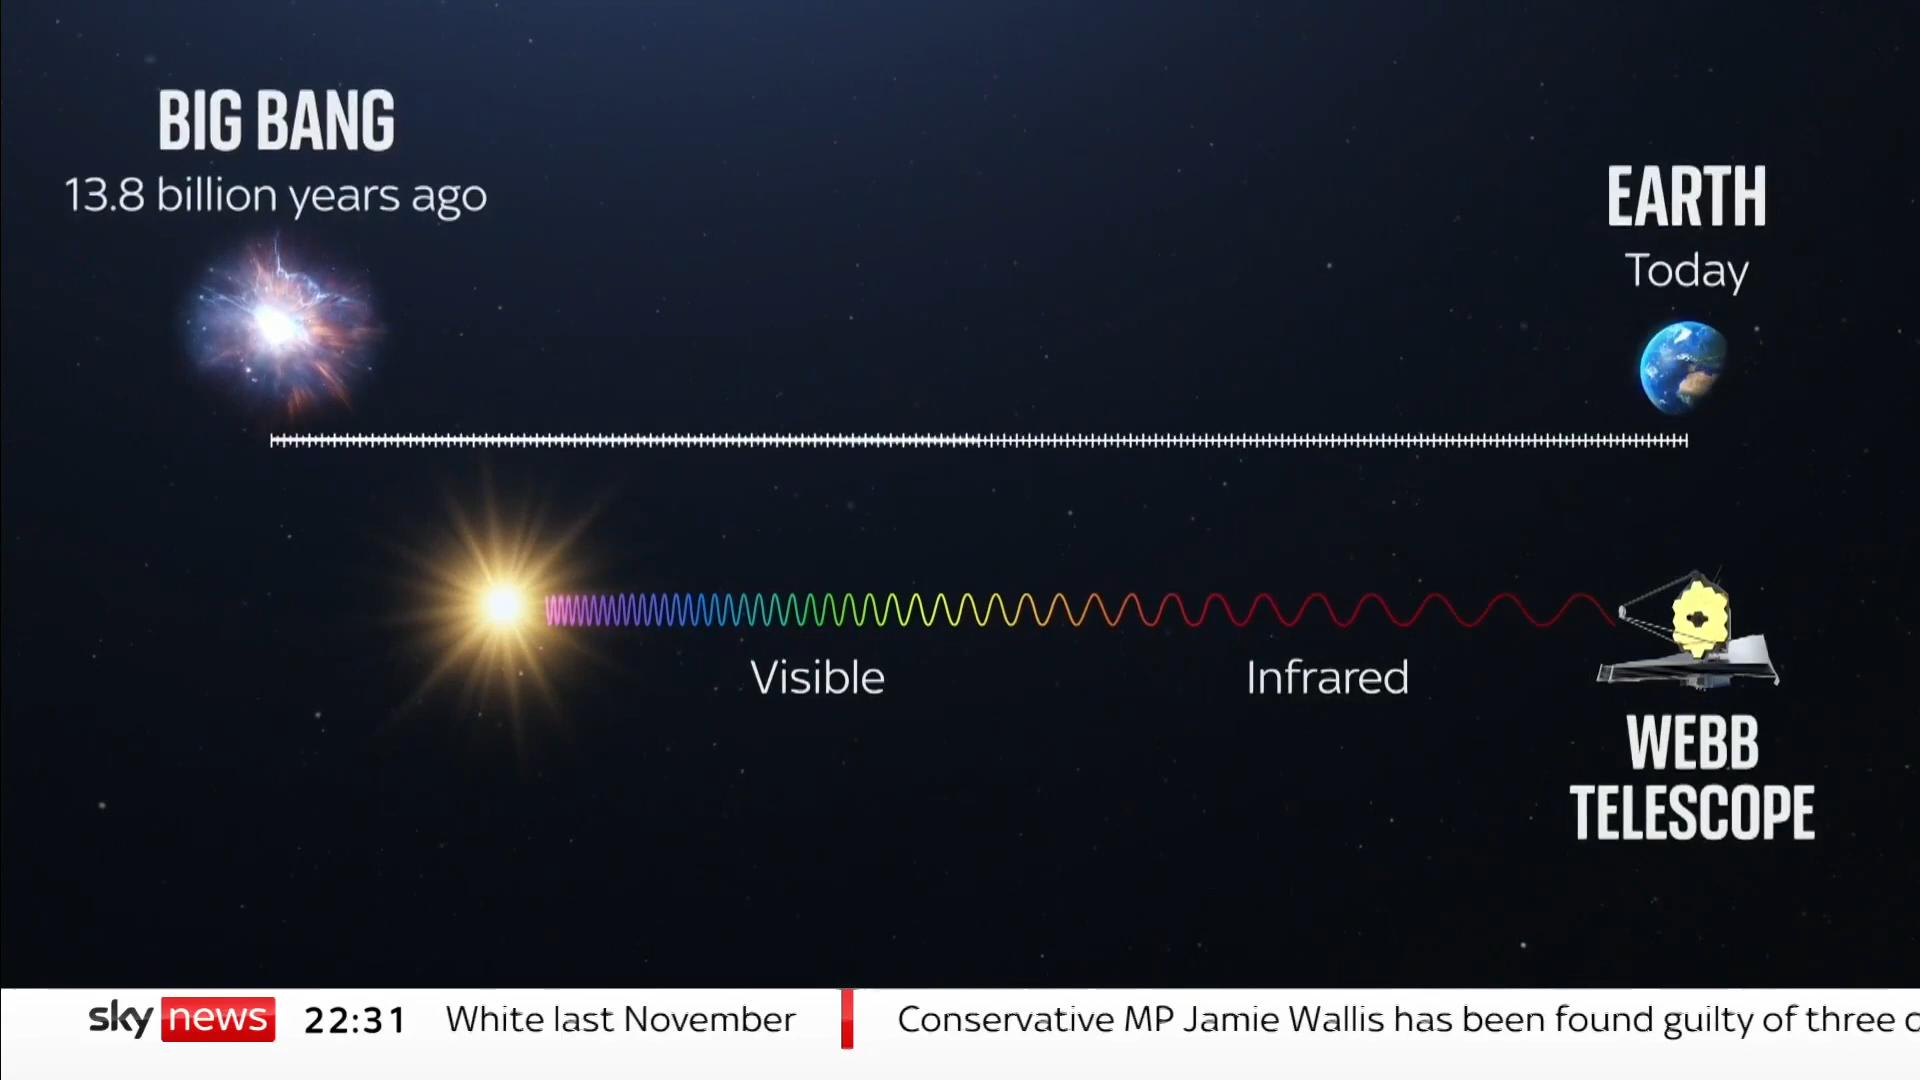 BIG BANG
13.8 billion years ago
EARTH
Today
Visible
Infrared
WEBB
TELESCOPE
sky news 22:31 White last November Conservative MP Jamie Wallis has been found guilty of three